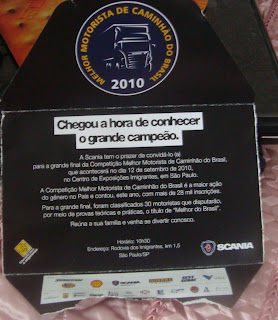 MELHOR MOTORISTA DE CAMINHÃO DO BRASIL
2010
Chegou a hora de conhecer
o grande campeão.
A Scania tem o prazer de convidá-lo(a)
para a grande final da Competição Melhor Motorista de Caminhão do Brasil,
que acontecerá no dia 12 de setembro de 2010,
no Centro de Exposições Imigrantes, em São Paulo.
A Competição Melhor Motorista de Caminhão do Brasil é a maior ação
do gênero no País e contou, este ano, com mais de 28 mil inscrições.
Para a grande final, foram classificados 30 motoristas que disputarão,
por meio de provas teóricas e práticas, o título de "Melhor do Brasil".
Reúna a sua família e venha se divertir conosco.
Horário: 10h30
Endereço: Rodovia dos Imigrantes, km 1,5
São Paulo/SP
SCANIA